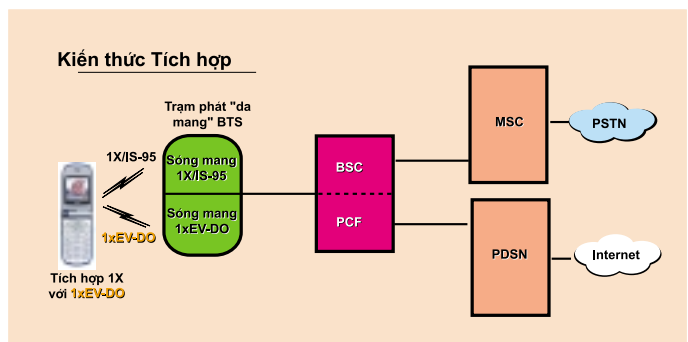 Kiến thức Tích hợp
Trạm phát "da
mang" BTS
1X/IS-95
Sóng mang
1X/IS-95
Sóng mang
1xEV-DO
1xEV-DO
Tích hợp 1X
với 1xEV-DO
BSC
PCF
MSC
PSTN
PDSN
Internet